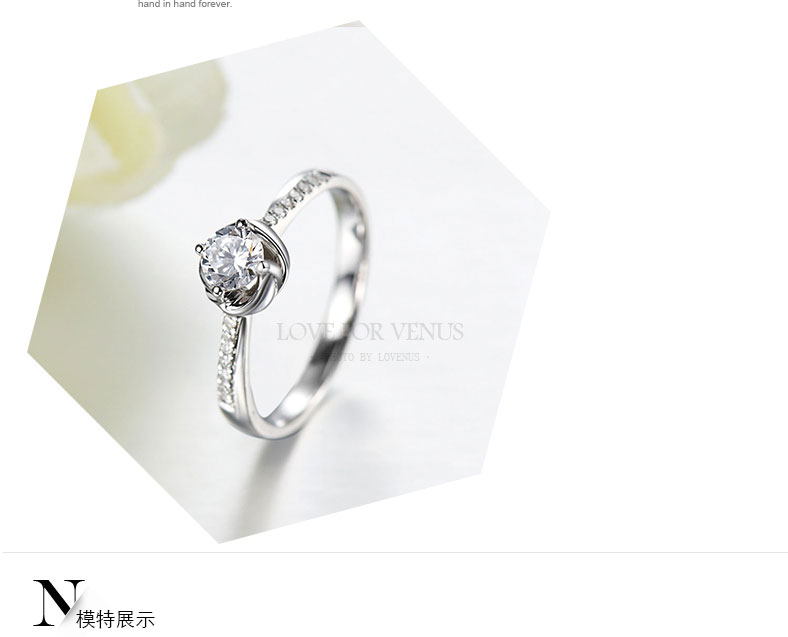 hand in hand forever.
LOVE FOR VENUS
BY LOVENUS ·
N
模特展示